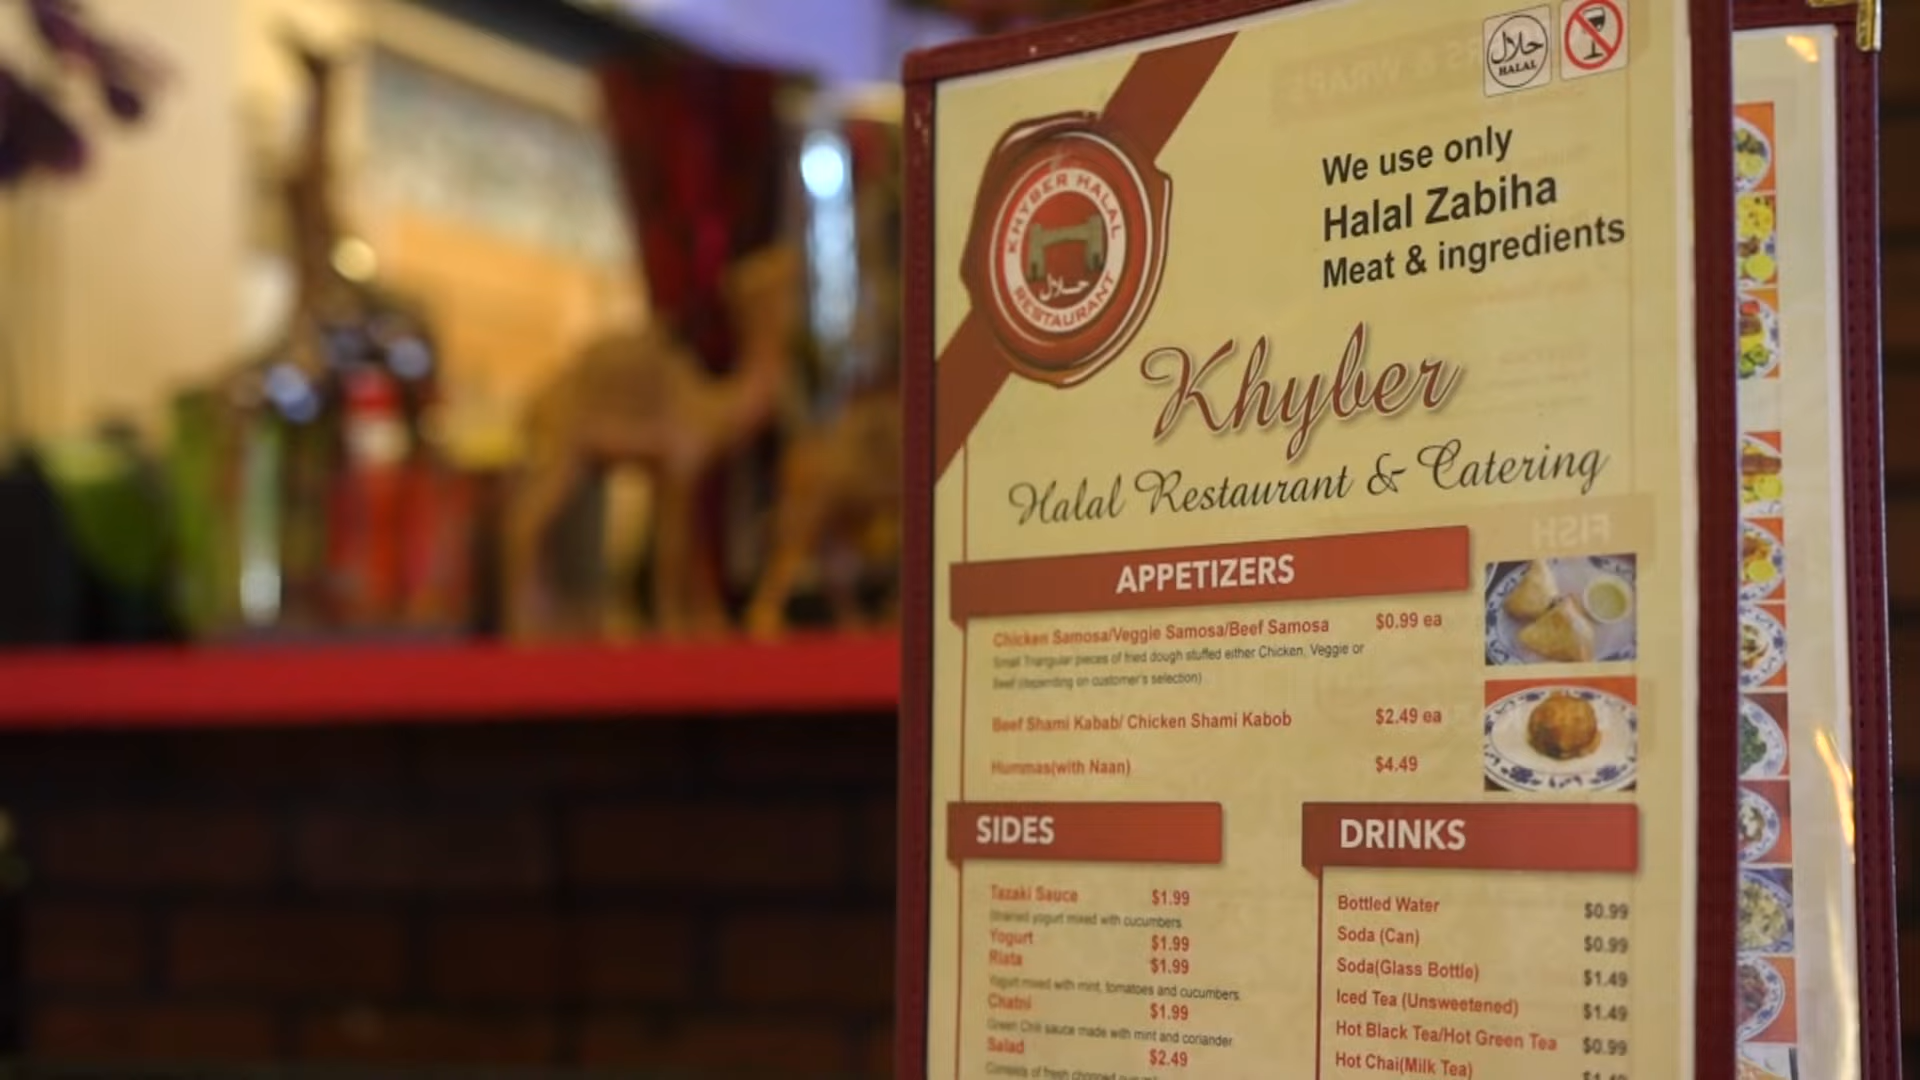 حلال
HALAL
We use only
Halal Zabiha
Meat & ingredients
KHYBER HALAL
حلال
RESTAURANT
Khyber
Halal Restaurant & Catering
APPETIZERS
Chicken Samosa/Veggie Samosa/Beef Samosa $0.99 ea
Small Triangular pieces of fried dough stuffed either Chicken, Veggie or
Beef (depending on customer's selection)
Beef Shami Kabab/ Chicken Shami Kabob $2.49 ea
Hummas(with Naan) $4.49
SIDES
Tazaki Sauce $1.99
Strained yogurt mixed with cucumbers
Yogurt $1.99
Riata $1.99
Yogurt mixed with mint, tomatoes and cucumbers.
Chatni $1.99
Green Chili sauce made with mint and coriander
Salad $2.49
Consists of fresh chopped
DRINKS
Bottled Water $0.99
Soda (Can) $0.99
Soda(Glass Bottle) $1.49
Iced Tea (Unsweetened) $1.49
Hot Black Tea/Hot Green Tea $0.99
Hot Chai(Milk Tea)
FISH